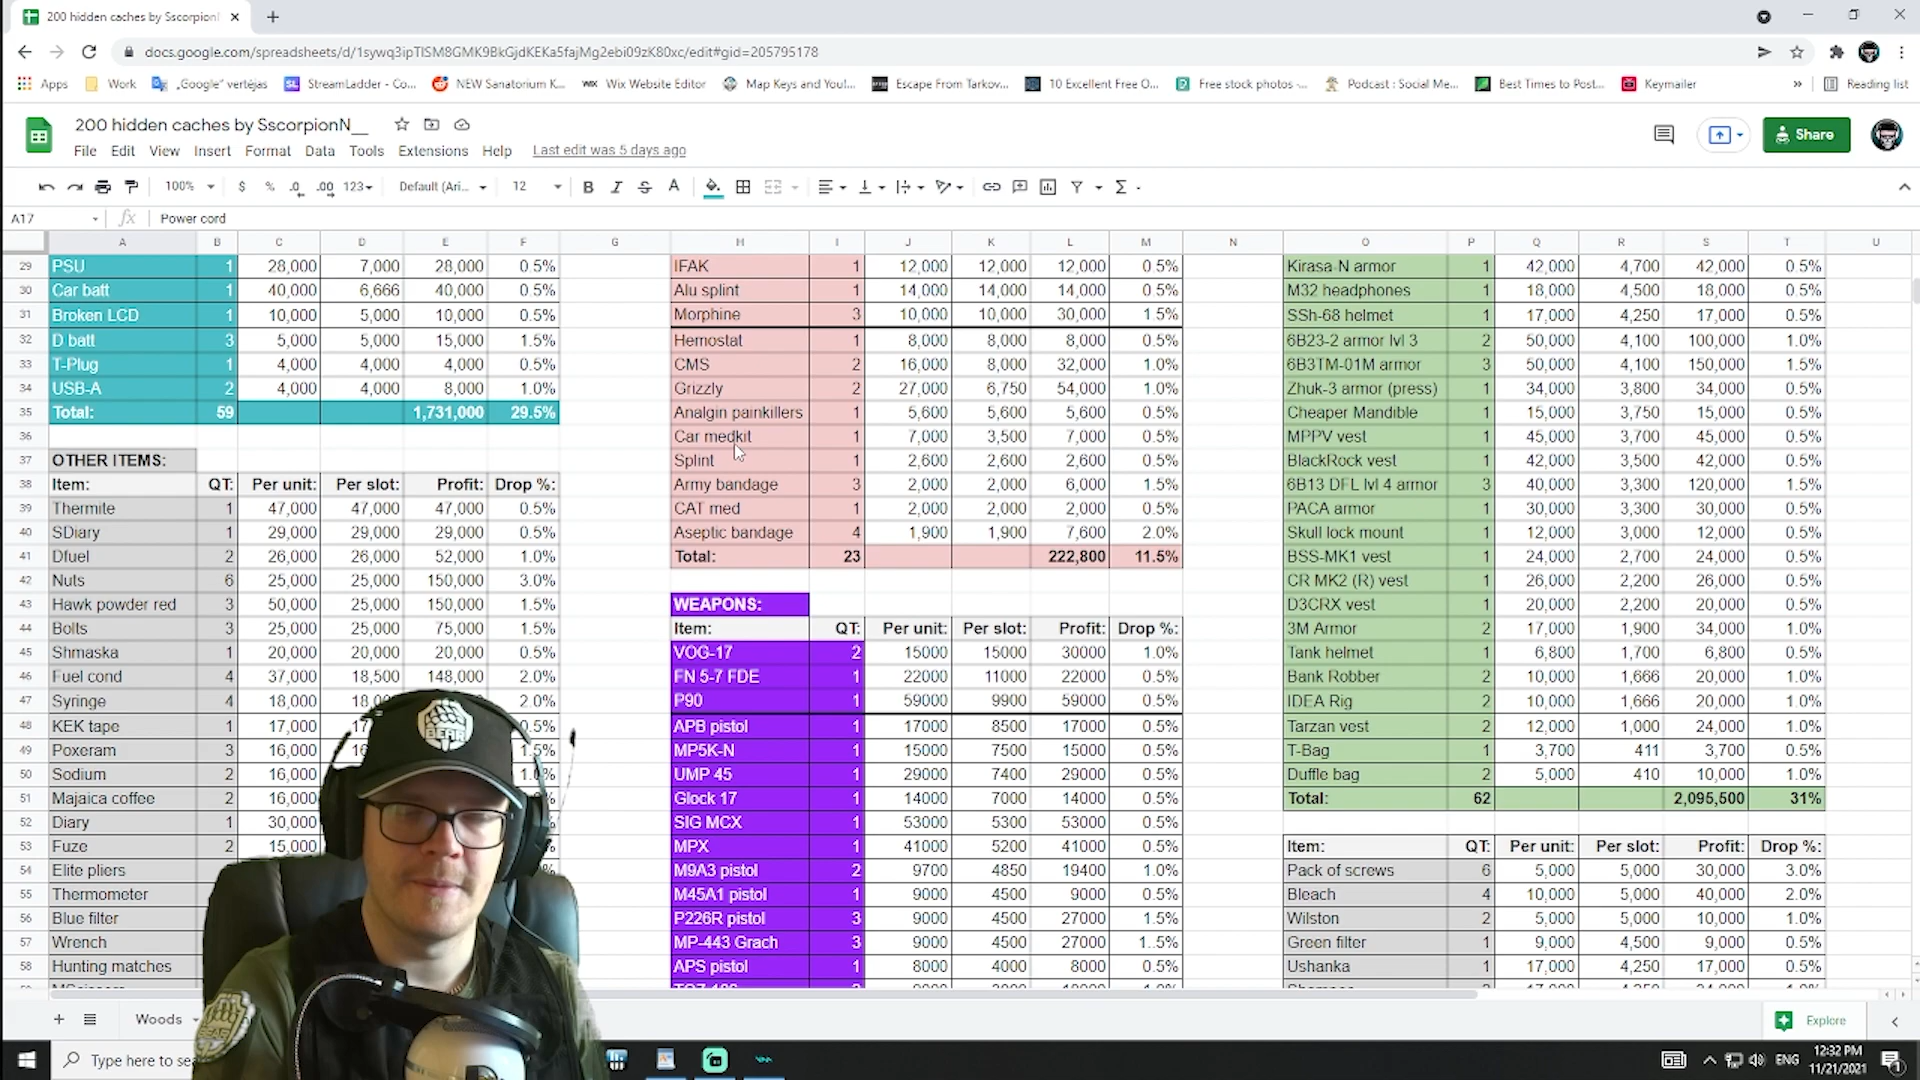 200 hidden caches by Sscorpion
docs.google.com/spreadsheets/d/1sywq3ipTlSM8GMK9BkGjdKEKa5fajMg2ebi09zK80xc/edit#gid=205795178
Apps Work „Google“ vertėjas StreamLadder - Co... NEW Sanatorium K... Wix Website Editor Map Keys and You!... Escape From Tarkov... 10 Excellent Free O... Free stock photos -... Podcast : Social Me... Best Times to Post... Keymailer » Reading list
200 hidden caches by SscorpionN__
Share
File Edit View Insert Format Data Tools Extensions Help Last edit was 5 days ago
100% $ % .0 .00 123 Default (Ari... 12 B I S A
A17 fx Power cord
A B C D E F G H I J K L M N O P Q R S T U
29 PSU 1 28,000 7,000 28,000 0.5% IFAK 1 12,000 12,000 12,000 0.5% Kirasa-N armor 1 42,000 4,700 42,000 0.5%
30 Car batt 1 40,000 6,666 40,000 0.5% Alu splint 1 14,000 14,000 14,000 0.5% M32 headphones 1 18,000 4,500 18,000 0.5%
31 Broken LCD 1 10,000 5,000 10,000 0.5% Morphine 3 10,000 10,000 30,000 1.5% SSh-68 helmet 1 17,000 4,250 17,000 0.5%
32 D batt 3 5,000 5,000 15,000 1.5% Hemostat 1 8,000 8,000 8,000 0.5% 6B23-2 armor lvl 3 2 50,000 4,100 100,000 1.0%
33 T-Plug 1 4,000 4,000 4,000 0.5% CMS 2 16,000 8,000 32,000 1.0% 6B3TM-01M armor 3 50,000 4,100 150,000 1.5%
34 USB-A 2 4,000 4,000 8,000 1.0% Grizzly 2 27,000 6,750 54,000 1.0% Zhuk-3 armor (press) 1 34,000 3,800 34,000 0.5%
35 Total: 59 1,731,000 29.5% Analgin painkillers 1 5,600 5,600 5,600 0.5% Cheaper Mandible 1 15,000 3,750 15,000 0.5%
36 Car medkit 1 7,000 3,500 7,000 0.5% MPPV vest 1 45,000 3,700 45,000 0.5%
37 OTHER ITEMS: Splint 1 2,600 2,600 2,600 0.5% BlackRock vest 1 42,000 3,500 42,000 0.5%
38 Item: QT: Per unit: Per slot: Profit: Drop %: Army bandage 3 2,000 2,000 6,000 1.5% 6B13 DFL lvl 4 armor 3 40,000 3,300 120,000 1.5%
39 Thermite 1 47,000 47,000 47,000 0.5% CAT med 1 2,000 2,000 2,000 0.5% PACA armor 1 30,000 3,300 30,000 0.5%
40 SDiary 1 29,000 29,000 29,000 0.5% Aseptic bandage 4 1,900 1,900 7,600 2.0% Skull lock mount 1 12,000 3,000 12,000 0.5%
41 Dfuel 2 26,000 26,000 52,000 1.0% Total: 23 222,800 11.5% BSS-MK1 vest 1 24,000 2,700 24,000 0.5%
42 Nuts 6 25,000 25,000 150,000 3.0% CR MK2 (R) vest 1 26,000 2,200 26,000 0.5%
43 Hawk powder red 3 50,000 25,000 150,000 1.5% WEAPONS: D3CRX vest 1 20,000 2,200 20,000 0.5%
44 Bolts 3 25,000 25,000 75,000 1.5% Item: QT: Per unit: Per slot: Profit: Drop %: 3M Armor 2 17,000 1,900 34,000 1.0%
45 Shmaska 1 20,000 20,000 20,000 0.5% VOG-17 2 15000 15000 30000 1.0% Tank helmet 1 6,800 1,700 6,800 0.5%
46 Fuel cond 4 37,000 18,500 148,000 2.0% FN 5-7 FDE 1 22000 11000 22000 0.5% Bank Robber 2 10,000 1,666 20,000 1.0%
47 Syringe 4 18,000 2.0% P90 1 59000 9900 59000 0.5% IDEA Rig 2 10,000 1,666 20,000 1.0%
48 KEK tape 1 17,000 APB pistol 1 17000 8500 17000 0.5% Tarzan vest 2 12,000 1,000 24,000 1.0%
49 Poxeram 3 16,000 1.5% MP5K-N 1 15000 7500 15000 0.5% T-Bag 1 3,700 411 3,700 0.5%
50 Sodium 2 16,000 UMP 45 1 29000 7400 29000 0.5% Duffle bag 2 5,000 410 10,000 1.0%
51 Majaica coffee 2 16,000 Glock 17 1 14000 7000 14000 0.5% Total: 62 2,095,500 31%
52 Diary 1 30,000 SIG MCX 1 53000 5300 53000 0.5%
53 Fuze 2 15,000 MPX 1 41000 5200 41000 0.5% Item: QT: Per unit: Per slot: Profit: Drop %:
54 Elite pliers M9A3 pistol 2 9700 4850 19400 1.0% Pack of screws 6 5,000 5,000 30,000 3.0%
55 Thermometer M45A1 pistol 1 9000 4500 9000 0.5% Bleach 4 10,000 5,000 40,000 2.0%
56 Blue filter P226R pistol 3 9000 4500 27000 1.5% Wilston 2 5,000 5,000 10,000 1.0%
57 Wrench MP-443 Grach 3 9000 4500 27000 1..5% Green filter 1 9,000 4,500 9,000 0.5%
58 Hunting matches APS pistol 1 8000 4000 8000 0.5% Ushanka 1 17,000 4,250 17,000 0.5%
BEAR
Woods Explore
Type here to sea
ENG 12:32 PM
11/21/2021